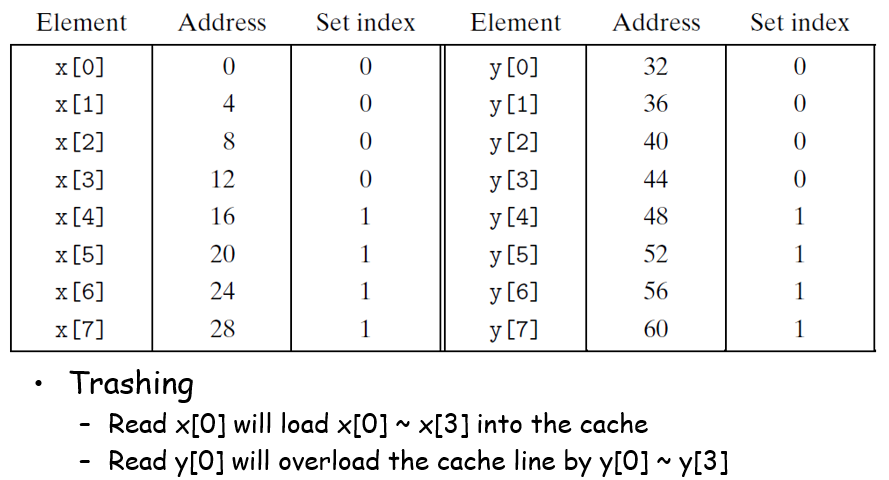 Element Address Set index Element Address Set index
x[0] 0 0 y[0] 32 0
x[1] 4 0 y[1] 36 0
x[2] 8 0 y[2] 40 0
x[3] 12 0 y[3] 44 0
x[4] 16 1 y[4] 48 1
x[5] 20 1 y[5] 52 1
x[6] 24 1 y[6] 56 1
x[7] 28 1 y[7] 60 1
• Trashing
– Read x[0] will load x[0] ~ x[3] into the cache
– Read y[0] will overload the cache line by y[0] ~ y[3]